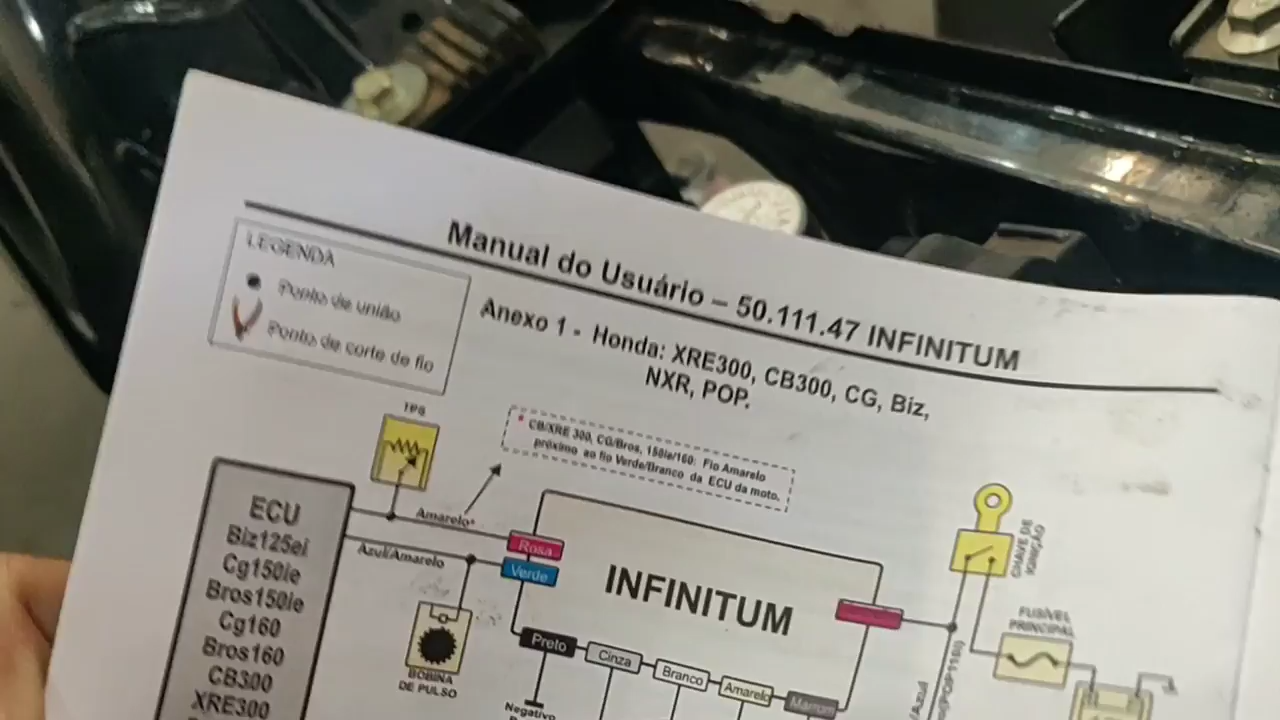 Manual do Usuário – 50.111.47 INFINITUM
LEGENDA
Ponto de união
Ponto de corte de fio
Anexo 1 - Honda: XRE300, CB300, CG, Biz,
NXR, POP.
TPS
* CB/XRE 300, CG/Bros, 150ie/160: Fio Amarelo
próximo ao fio Verde/Branco da ECU da moto.
ECU
Biz125ei
Cg150ie
Bros150ie
Cg160
Bros160
CB300
XRE300
Amarelo*
Azul/Amarelo
Rosa
Verde
INFINITUM
Preto
Cinza
Branco
Amarelo
Marrom
BOBINA
DE PULSO
Negativo
CHAVE DE
IGNIÇÃO
FUSÍVEL
PRINCIPAL